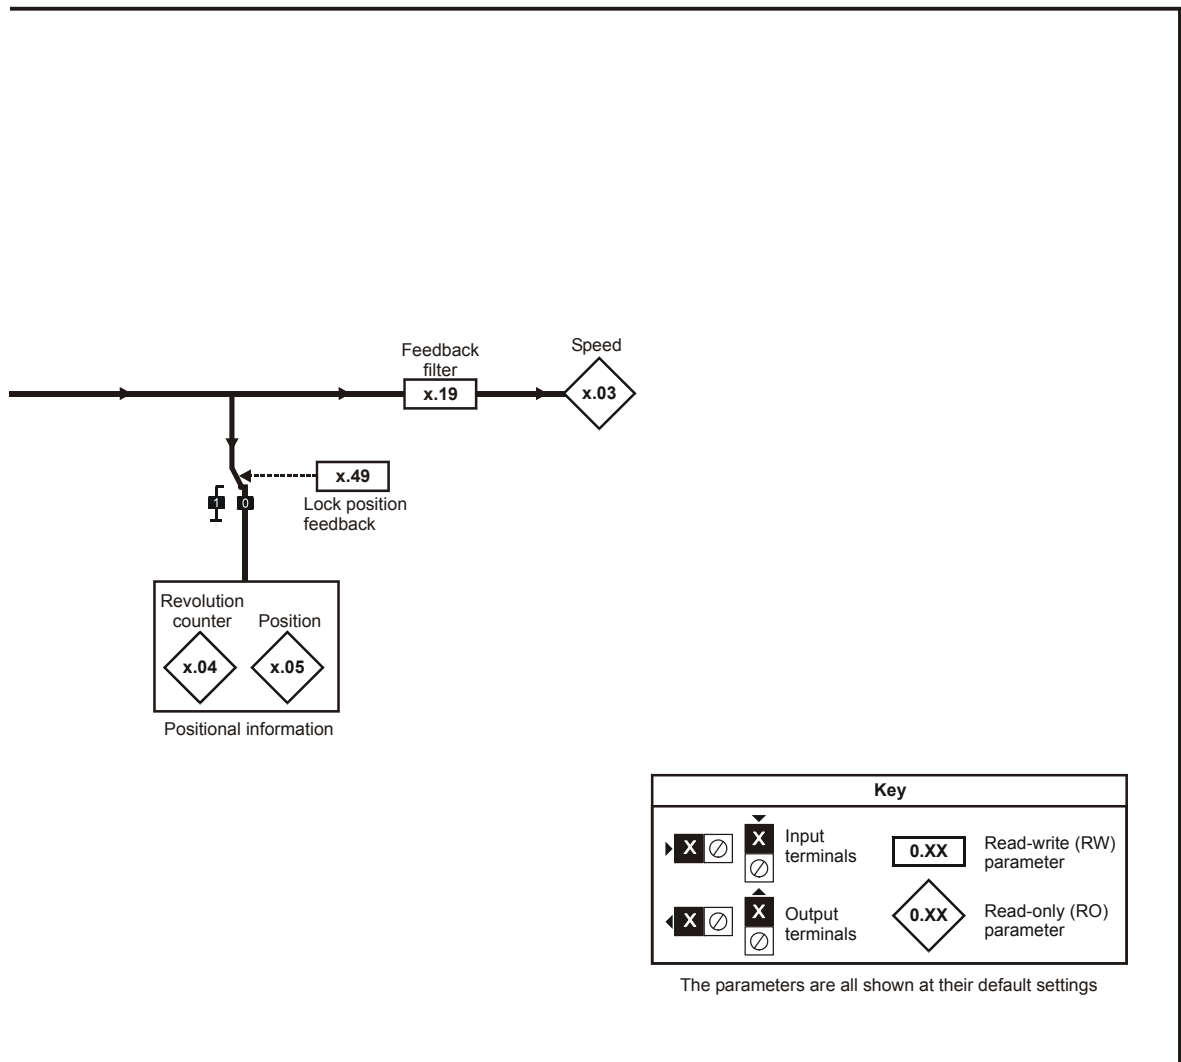 Feedback
filter
x.19
Speed
x.03
x.49
Lock position
feedback
1 0
Revolution
counter
Position
x.04
x.05
Positional information
Key
X
X
Input
terminals
0.XX
Read-write (RW)
parameter
X
X
Output
terminals
0.XX
Read-only (RO)
parameter
The parameters are all shown at their default settings